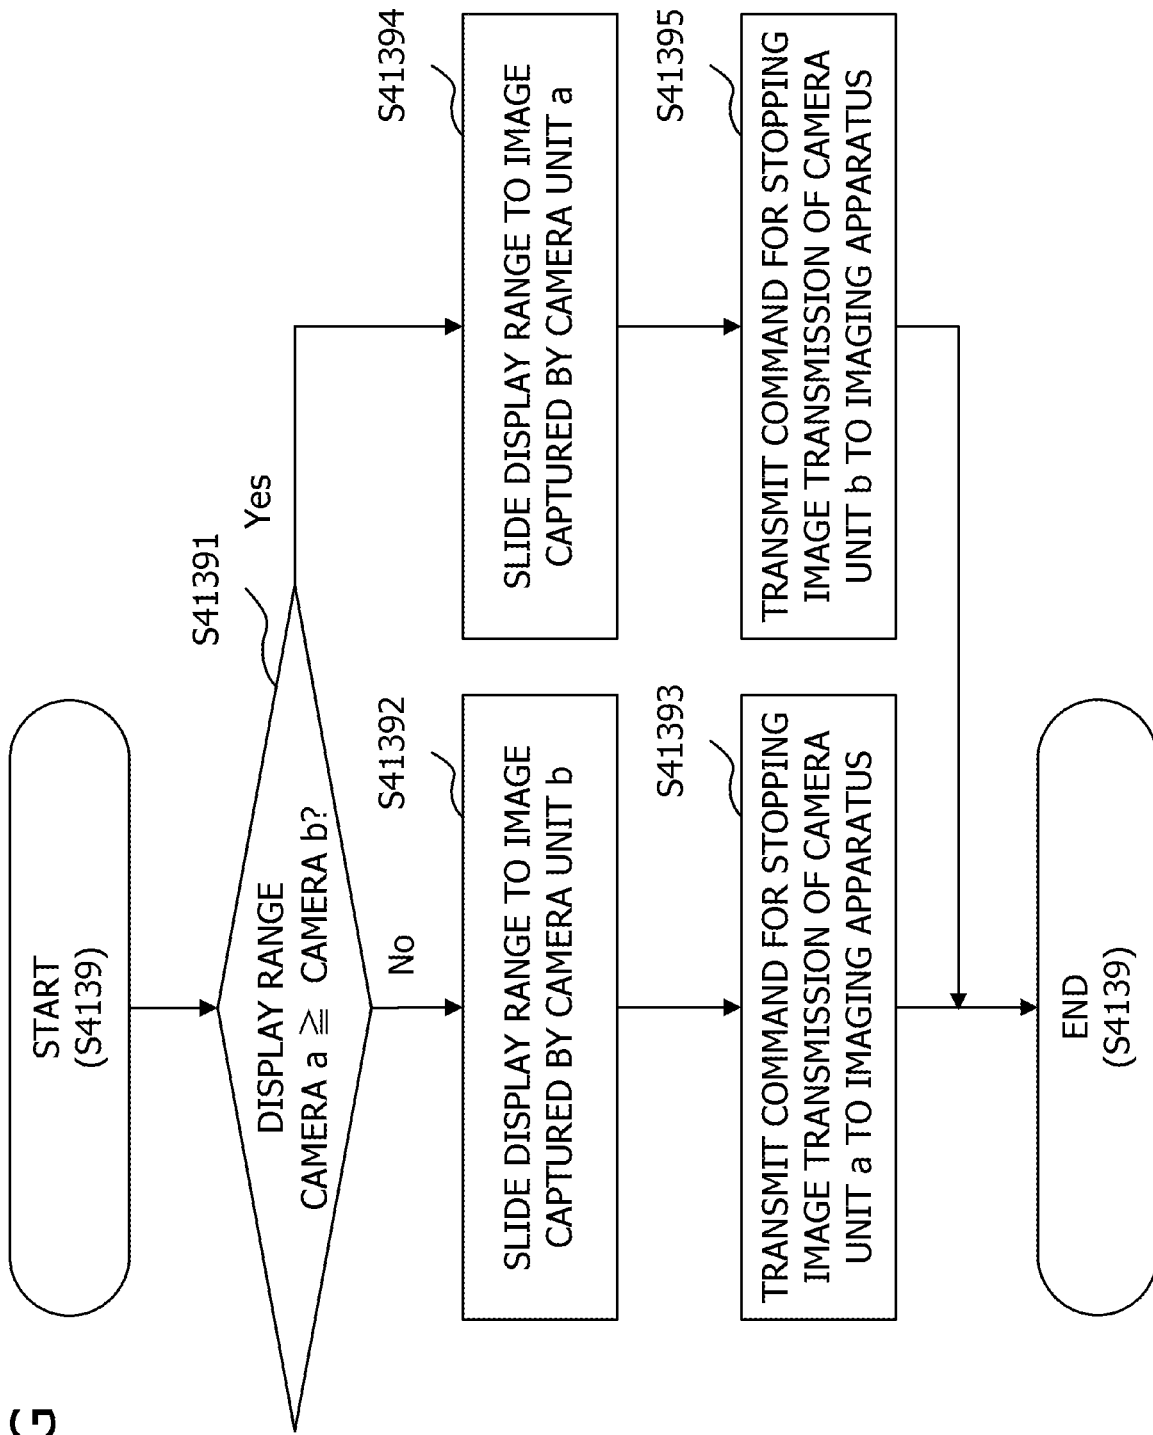 START
(S4139)
S41391
DISPLAY RANGE
CAMERA a ≧ CAMERA b?
Yes
No
S41392
SLIDE DISPLAY RANGE TO IMAGE
CAPTURED BY CAMERA UNIT b
S41394
SLIDE DISPLAY RANGE TO IMAGE
CAPTURED BY CAMERA UNIT a
S41393
TRANSMIT COMMAND FOR STOPPING
IMAGE TRANSMISSION OF CAMERA
UNIT a TO IMAGING APPARATUS
S41395
TRANSMIT COMMAND FOR STOPPING
IMAGE TRANSMISSION OF CAMERA
UNIT b TO IMAGING APPARATUS
END
(S4139)